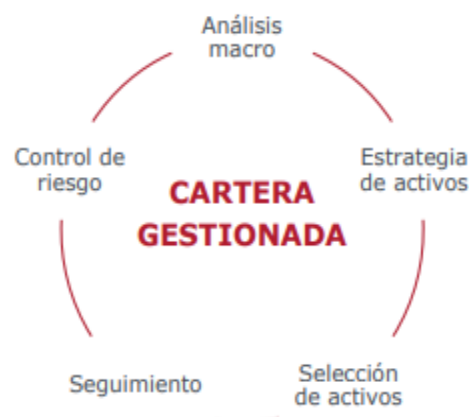 Análisis
macro
Estrategia
de activos
Selección
de activos
Seguimiento
Control de
riesgo
CARTERA
GESTIONADA